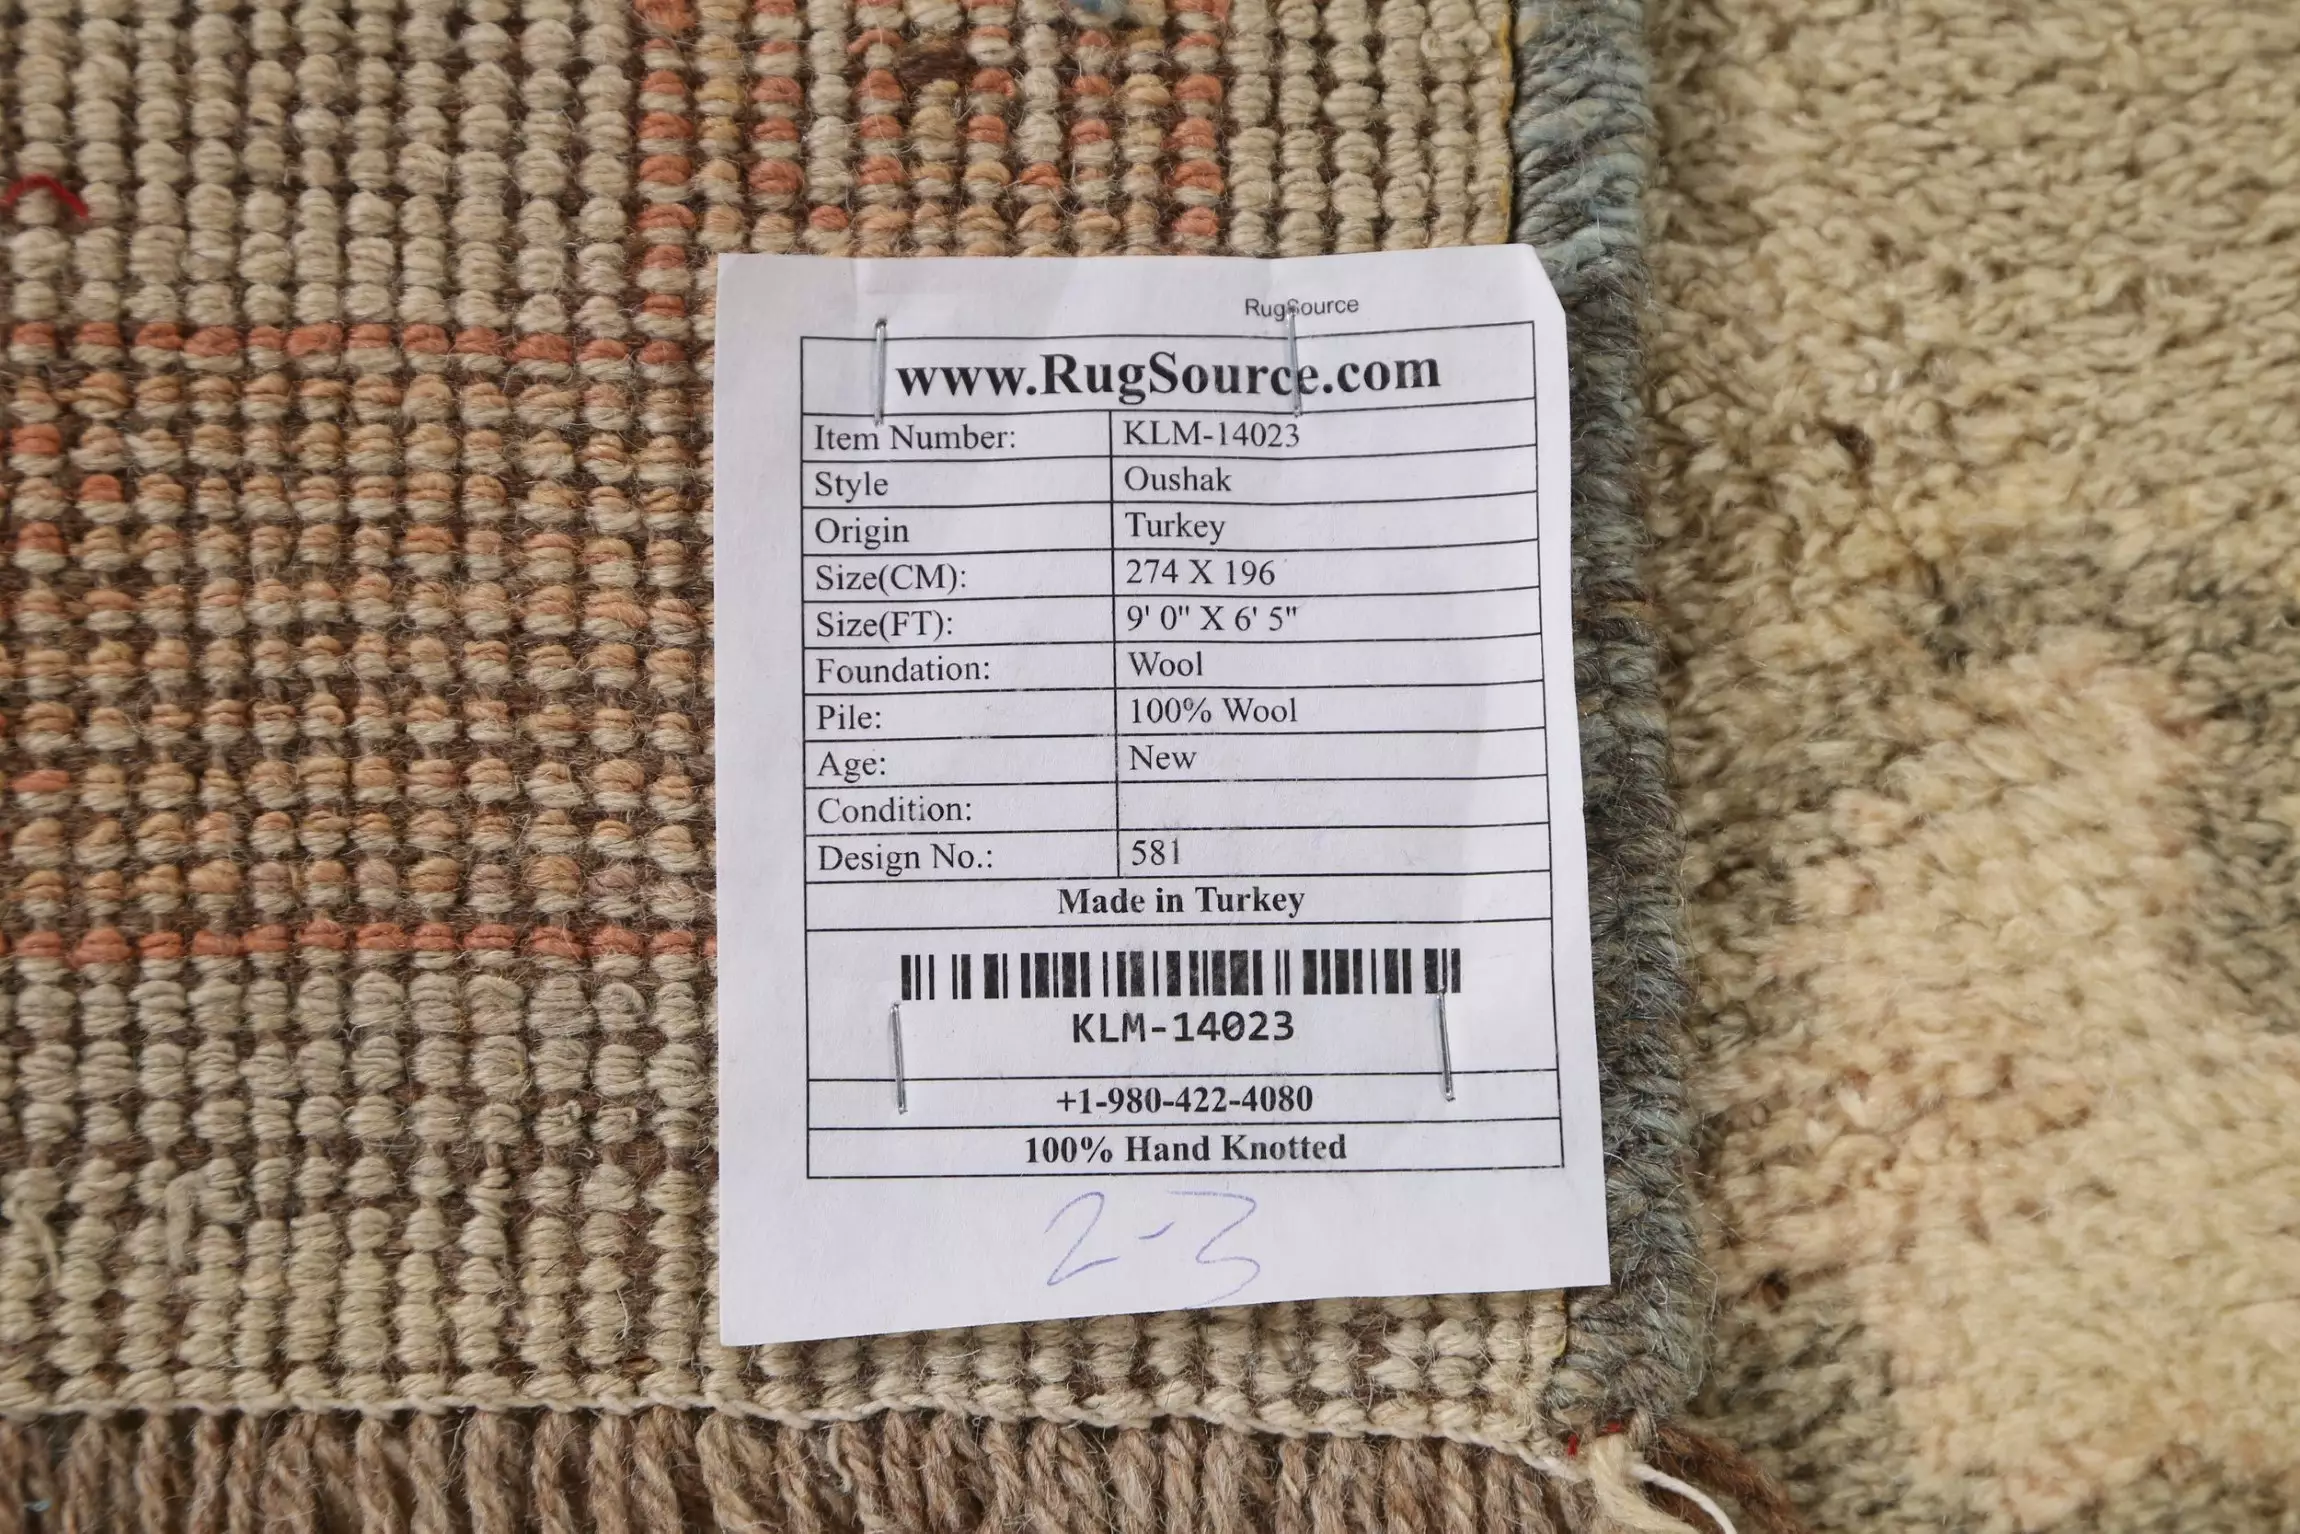 RugSource
www.RugSource.com
Item Number: KLM-14023
Style Oushak
Origin Turkey
Size(CM): 274 X 196
Size(FT): 9' 0" X 6' 5"
Foundation: Wool
Pile: 100% Wool
Age: New
Condition:
Design No.: 581
Made in Turkey
KLM-14023
+1-980-422-4080
100% Hand Knotted
2-3